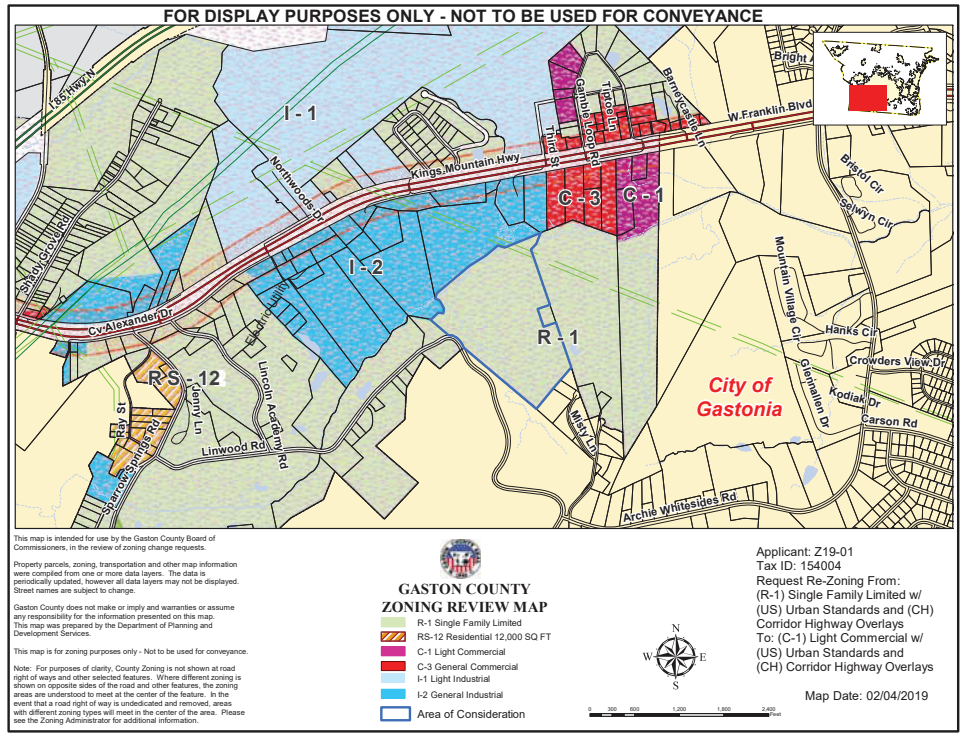 FOR DISPLAY PURPOSES ONLY - NOT TO BE USED FOR CONVEYANCE
I 85 Hwy N
I - 1
Bright
Barneycastle Ln
Tiptoe Ln
Gamble Loop Rd
Third St
W Franklin Blvd
Kings Mountain Hwy
Northwoods Dr
Shady Grove Rd
Bristol Cir
Selwyn Cir
C - 3
C - 1
I - 2
Mountain Village Cir
Cv Alexander Dr
Electric Utility
R - 1
Hanks Cir
Crowders View Dr
Glennallen Dr
Kodiak Dr
Carson Rd
City of
Gastonia
RS - 12
Jenny Ln
Lincoln Academy Rd
Ray St
Linwood Rd
Misty Ln
Sparrow Springs Rd
Archie Whitesides Rd
This map is intended for use by the Gaston County Board of
Commissioners, in the review of zoning change requests.
Property parcels, zoning, transportation and other map information
were compiled from one or more data layers. The data is
periodically updated, however all data layers may not be displayed.
Street names are subject to change.
Gaston County does not make or imply and warranties or assume
any responsibility for the information presented on this map.
This map was prepared by the Department of Planning and
Development Services.
This map is for zoning purposes only - Not to be used for conveyance.
Note: For purposes of clarity, County Zoning is not shown at road
right of ways and other selected features. Where different zoning is
shown on opposite sides of the road and other features, the zoning
areas are understood to meet at the center of the feature. In the
event that a road right of way is undedicated and removed, areas
with different zoning types will meet in the center of the area. Please
see the Zoning Administrator for additional information.
GASTON COUNTY
ZONING REVIEW MAP
R-1 Single Family Limited
RS-12 Residential 12,000 SQ FT
C-1 Light Commercial
C-3 General Commercial
I-1 Light Industrial
I-2 General Industrial
Area of Consideration
N
W E
S
0 300 600 1,200 1,800 2,400
Feet
Applicant: Z19-01
Tax ID: 154004
Request Re-Zoning From:
(R-1) Single Family Limited w/
(US) Urban Standards and (CH)
Corridor Highway Overlays
To: (C-1) Light Commercial w/
(US) Urban Standards and
(CH) Corridor Highway Overlays
Map Date: 02/04/2019